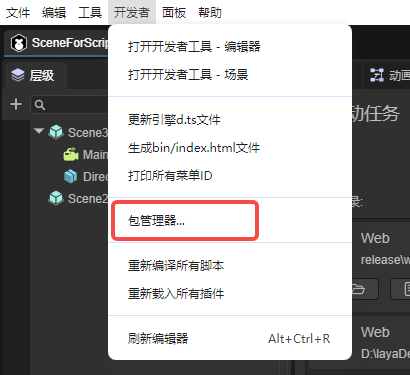 文件 编辑 工具 开发者 面板 帮助
SceneForScrip
打开开发者工具 - 编辑器
层级
打开开发者工具 - 场景
动画
动任务
更新引擎d.ts文件
Scene3
生成bin/index.html文件
Main
打印所有菜单ID
Direc
Scene2
录:
包管理器...
Web
release\w
重新编译所有脚本
重新载入所有插件
刷新编辑器 Alt+Ctrl+R
Web
D:\layaDe